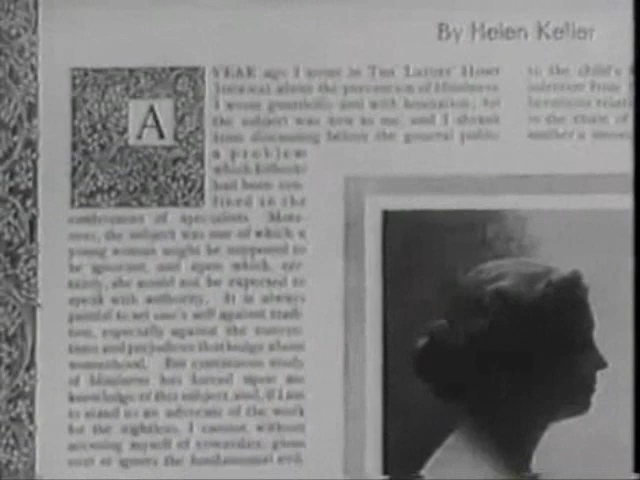 By Helen Keller
A YEAR ago I wrote in THE LADIES' HOME
JOURNAL about the prevention of blindness.
I wrote guardedly and with hesitation; for
the subject was new to me, and I shrank
from discussing before the general public
a problem
which hitherto
had been con-
fined to the
conferences of specialists. More-
over, the subject was one of which a
young woman might be supposed to
be ignorant, and upon which, cer-
tainly, she would not be expected to
speak with authority. It is always
painful to set one's self against tradi-
tion, especially against the conven-
tions and prejudices that hedge about
womanhood. But continuous study
of blindness has forced upon me
knowledge of this subject, and, if I am
to stand as an advocate of the work
for the sightless, I cannot without
accusing myself of cowardice, gloss
over or ignore the fundamental evil.
to the child's
infection from
is the cause of